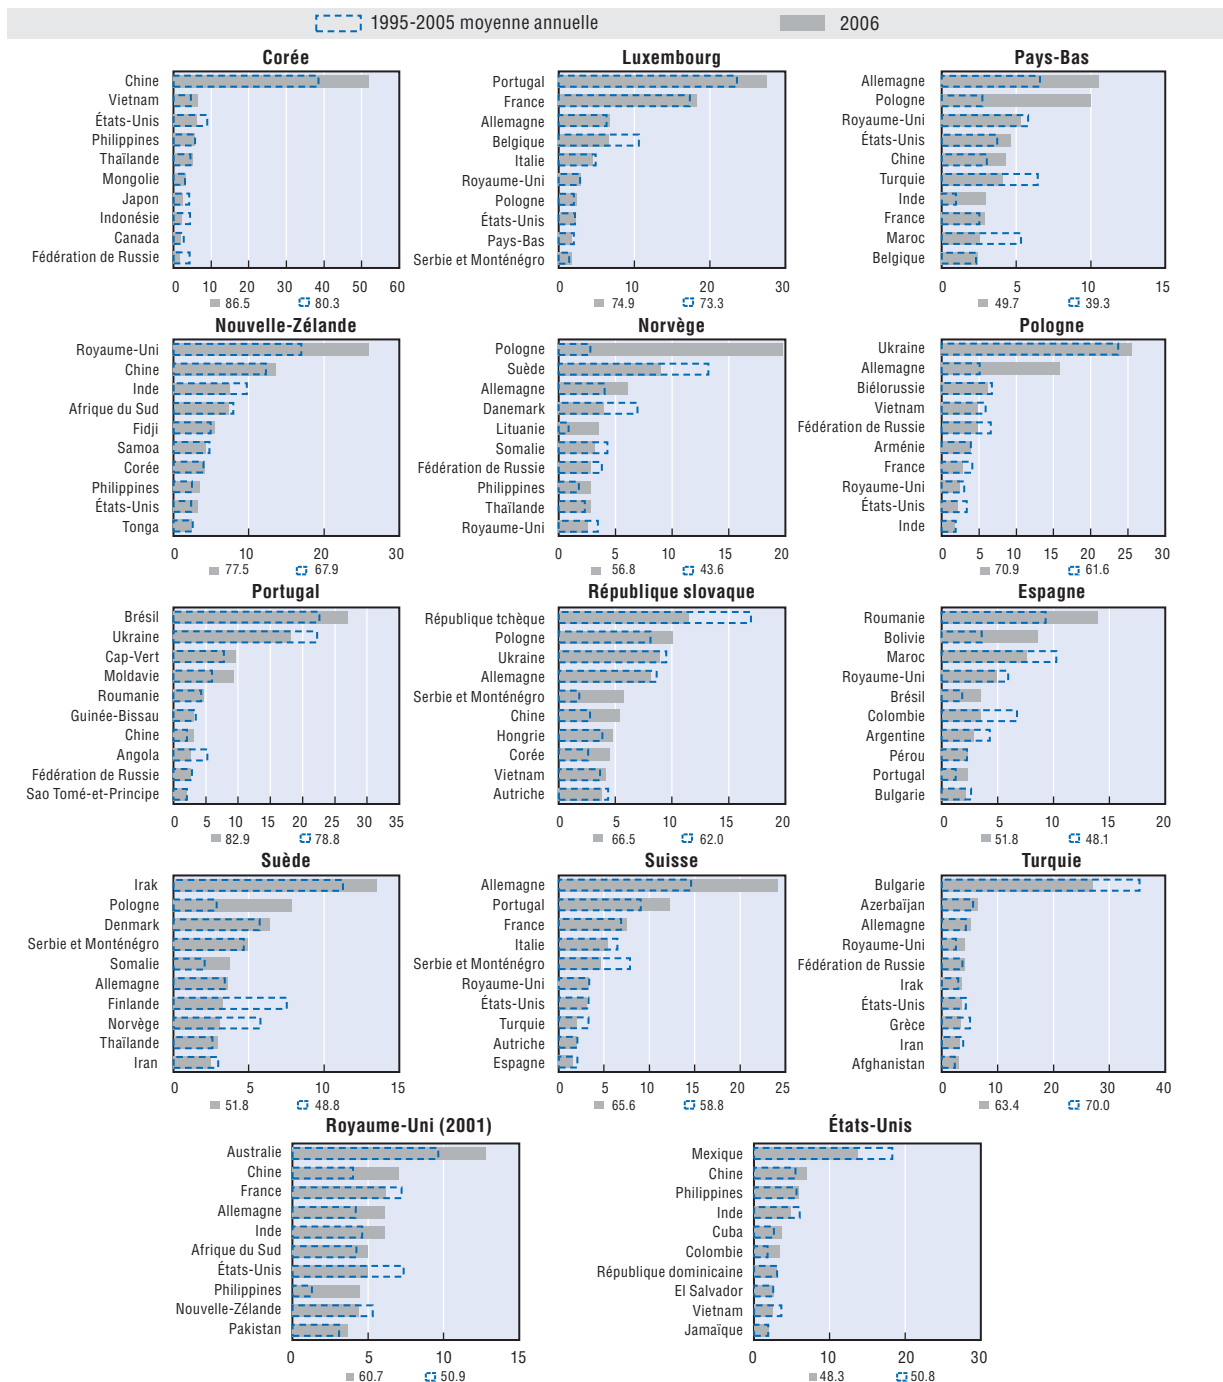 1995-2005 moyenne annuelle
2006
Corée
Chine
Vietnam
États-Unis
Philippines
Thaïlande
Mongolie
Japon
Indonésie
Canada
Fédération de Russie
0 10 20 30 40 50 60
86.5 80.3
Luxembourg
Portugal
France
Allemagne
Belgique
Italie
Royaume-Uni
Pologne
États-Unis
Pays-Bas
Serbie et Monténégro
0 10 20 30
74.9 73.3
Pays-Bas
Allemagne
Pologne
Royaume-Uni
États-Unis
Chine
Turquie
Inde
France
Maroc
Belgique
0 5 10 15
49.7 39.3
Nouvelle-Zélande
Royaume-Uni
Chine
Inde
Afrique du Sud
Fidji
Samoa
Corée
Philippines
États-Unis
Tonga
0 10 20 30
77.5 67.9
Norvège
Pologne
Suède
Allemagne
Danemark
Lituanie
Somalie
Fédération de Russie
Philippines
Thaïlande
Royaume-Uni
0 5 10 15 20
56.8 43.6
Pologne
Ukraine
Allemagne
Biélorussie
Vietnam
Fédération de Russie
Arménie
France
Royaume-Uni
États-Unis
Inde
0 5 10 15 20 25 30
70.9 61.6
Portugal
Brésil
Ukraine
Cap-Vert
Moldavie
Roumanie
Guinée-Bissau
Chine
Angola
Fédération de Russie
Sao Tomé-et-Principe
0 5 10 15 20 25 30 35
82.9 78.8
République slovaque
République tchèque
Pologne
Ukraine
Allemagne
Serbie et Monténégro
Chine
Hongrie
Corée
Vietnam
Autriche
0 5 10 15 20
66.5 62.0
Espagne
Roumanie
Bolivie
Maroc
Royaume-Uni
Brésil
Colombie
Argentine
Pérou
Portugal
Bulgarie
0 5 10 15 20
51.8 48.1
Suède
Irak
Pologne
Denmark
Serbie et Monténégro
Somalie
Allemagne
Finlande
Norvège
Thaïlande
Iran
0 5 10 15
51.8 48.8
Suisse
Allemagne
Portugal
France
Italie
Serbie et Monténégro
Royaume-Uni
États-Unis
Turquie
Autriche
Espagne
0 5 10 15 20 25
65.6 58.8
Turquie
Bulgarie
Azerbaïjan
Allemagne
Royaume-Uni
Fédération de Russie
Irak
États-Unis
Grèce
Iran
Afghanistan
0 10 20 30 40
63.4 70.0
Royaume-Uni (2001)
Australie
Chine
France
Allemagne
Inde
Afrique du Sud
États-Unis
Philippines
Nouvelle-Zélande
Pakistan
0 5 10 15
60.7 50.9
États-Unis
Mexique
Chine
Philippines
Inde
Cuba
Colombie
République dominicaine
El Salvador
Vietnam
Jamaïque
0 10 20 30
48.3 50.8